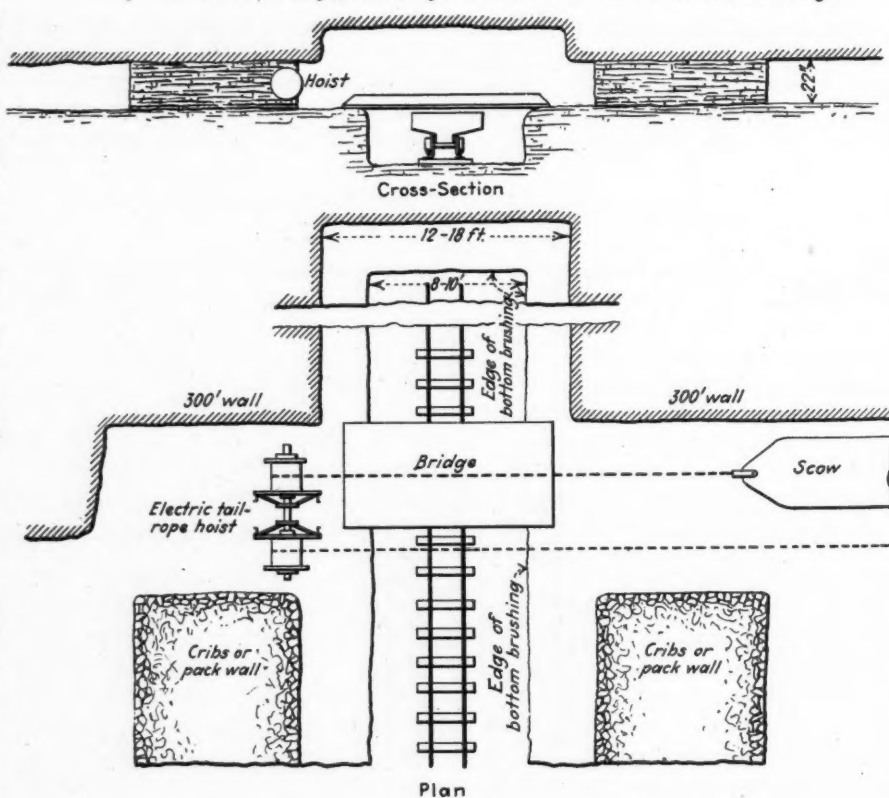 Hoist
22"
Cross-Section
12-18 ft.
8-10'
Edge of
bottom brushing
300' wall
300' wall
Bridge
Scow
Electric tail-
rope hoist
Edge of
bottom brushing
Cribs or
pack wall
Cribs or
pack wall
Plan